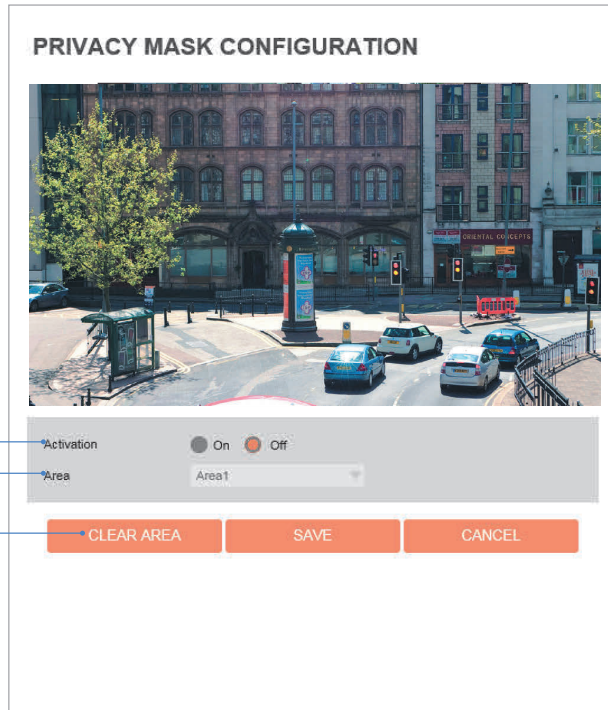 PRIVACY MASK CONFIGURATION
ORIENTAL CONCEPTS
Activation
On
Off
Area
Area1
CLEAR AREA
SAVE
CANCEL